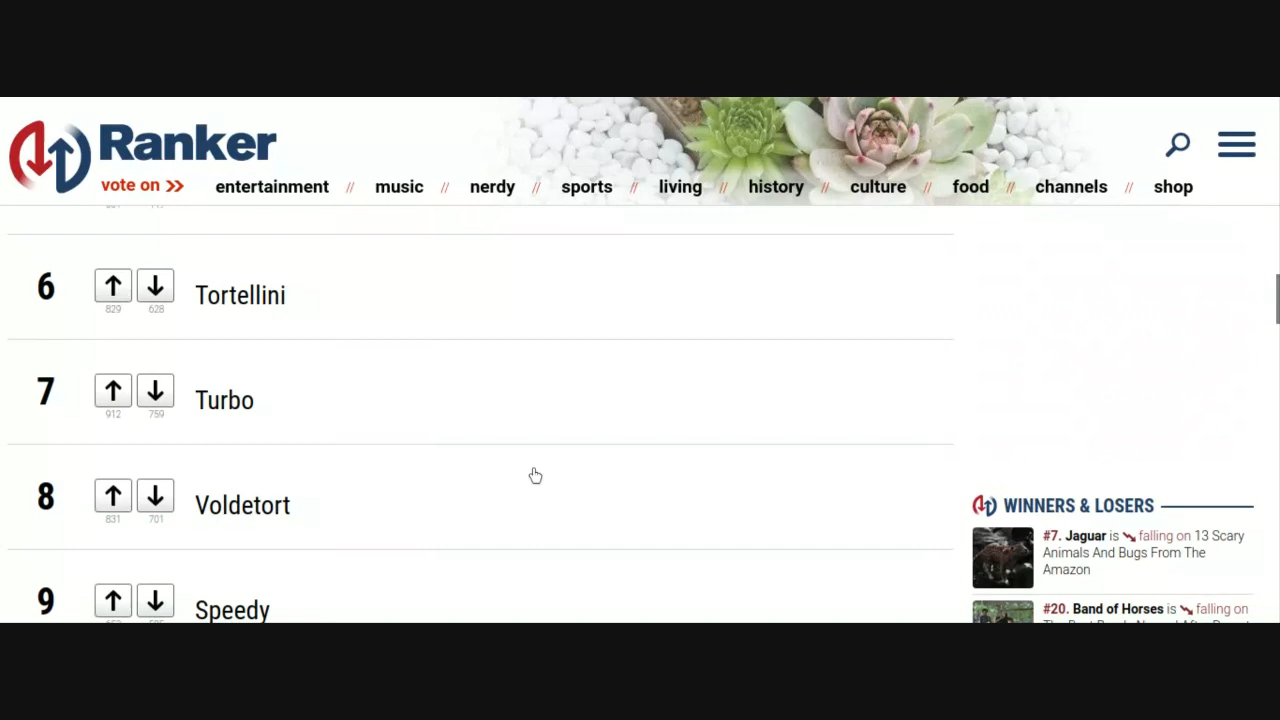 Ranker
vote on >> entertainment // music // nerdy // sports // living // history // culture // food // channels // shop
6 Tortellini
829 628
7 Turbo
912 759
8 Voldetort
831 701
9 Speedy
WINNERS & LOSERS
#7. Jaguar is falling on 13 Scary
Animals And Bugs From The
Amazon
#20. Band of Horses is falling on